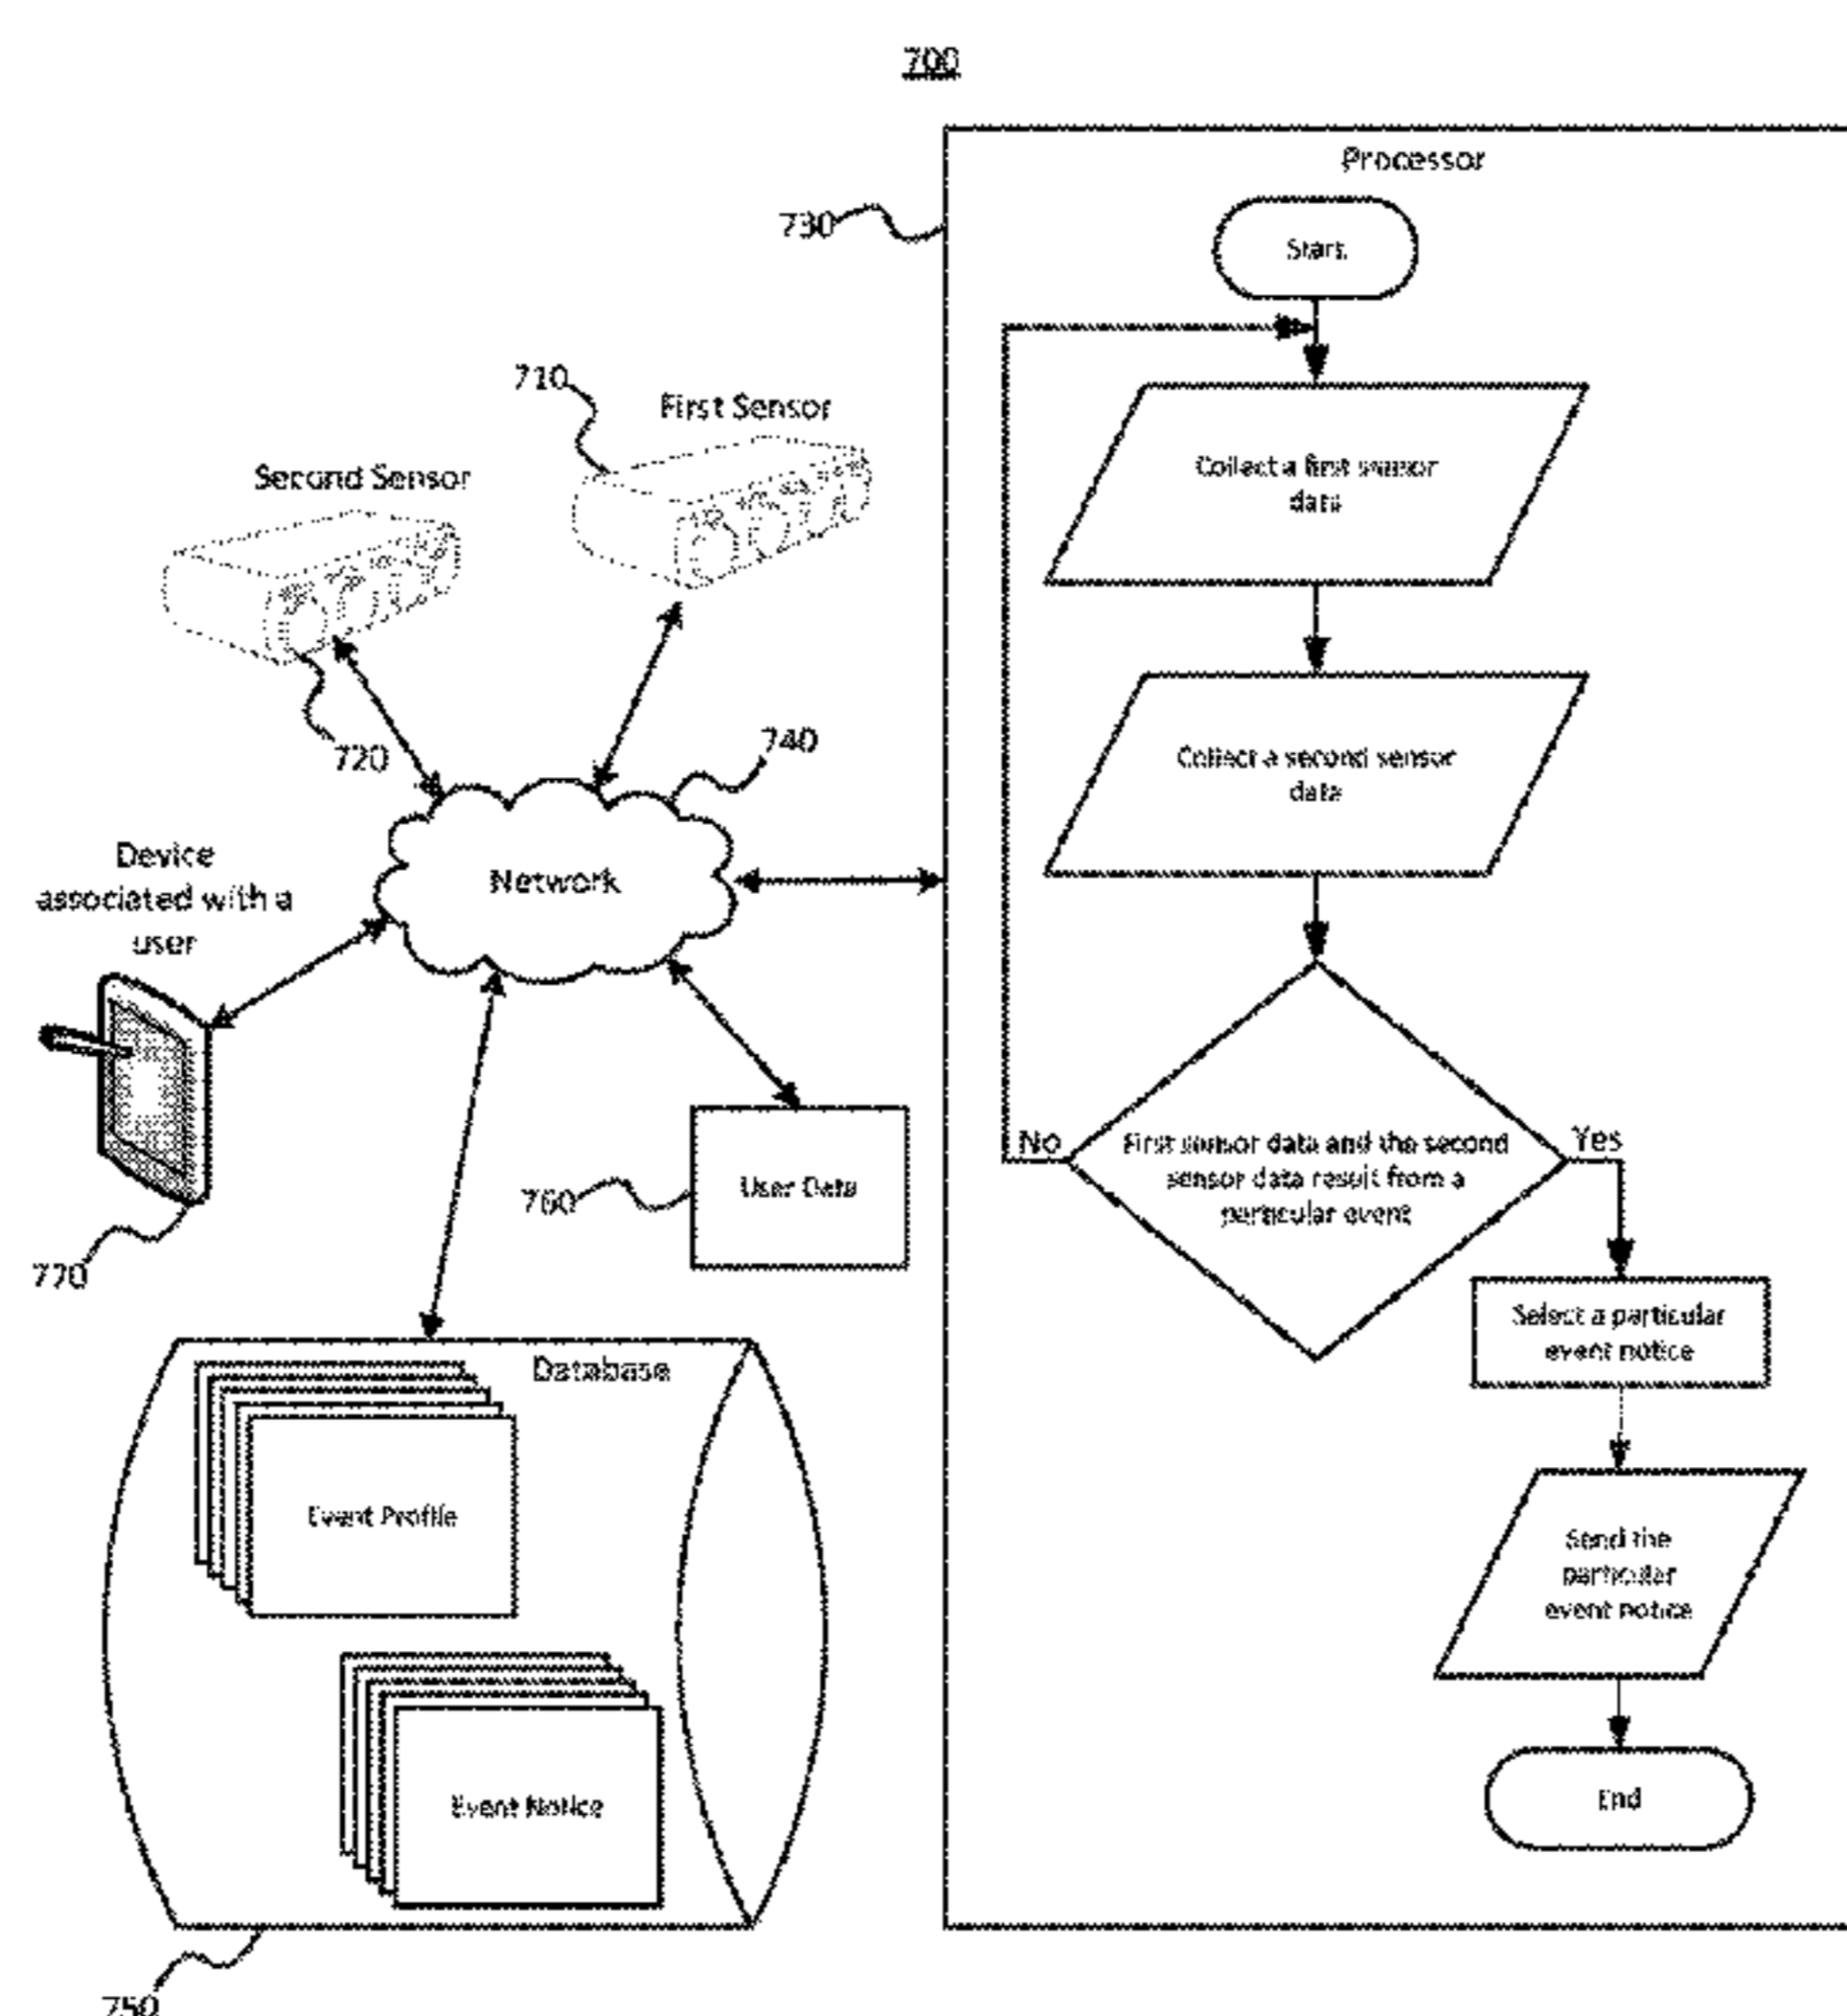 700
Processor
730
Start
710
First Sensor
Second Sensor
Collect a first sensor
data
720
740
Collect a second sensor
data
Network
Device
associated with a
user
No
First sensor data and the second
sensor data result from a
particular event
Yes
760
User Data
770
Select a particular
event notice
Database
Event Profile
Send the
particular
event notice
Event Notice
End
750